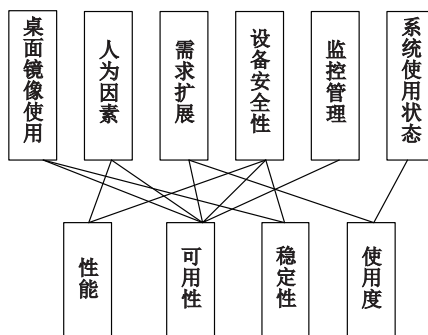 桌面镜像使用
人为因素
需求扩展
设备安全性
监控管理
系统使用状态
性能
可用性
稳定性
使用度